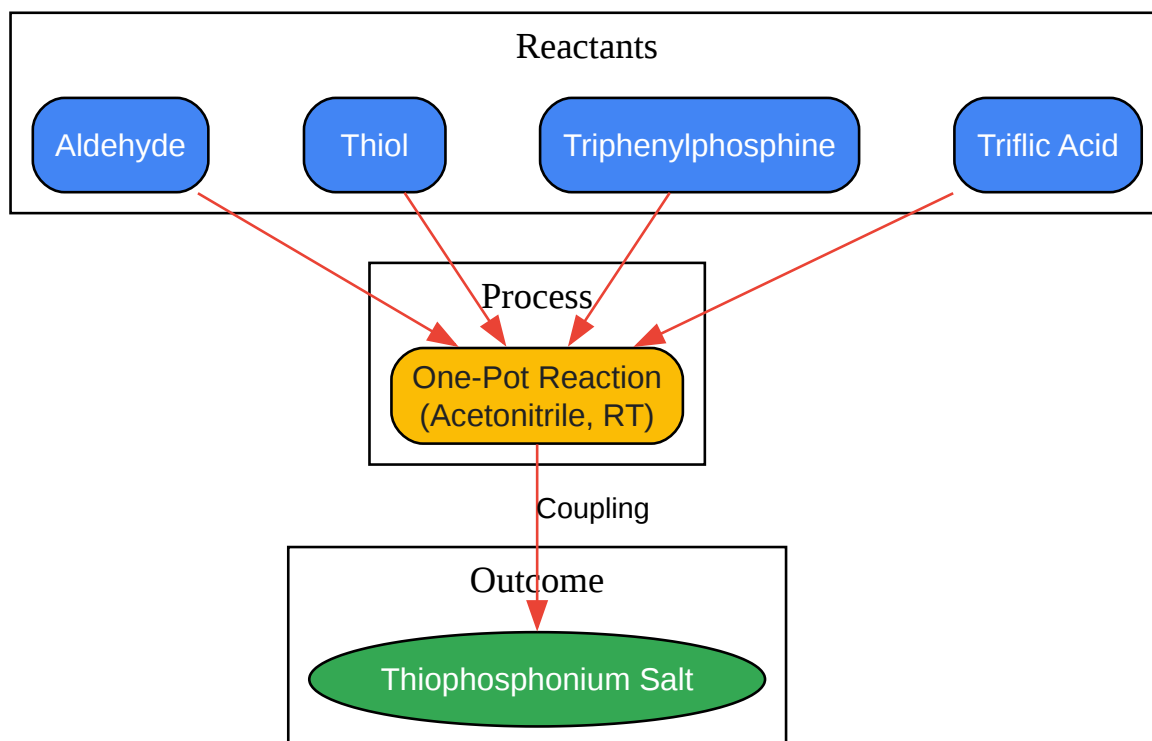 Reactants
Aldehyde
Thiol
Triphenylphosphine
Triflic Acid
Process
One-Pot Reaction
(Acetonitrile, RT)
Coupling
Outcome
Thiophosphonium Salt